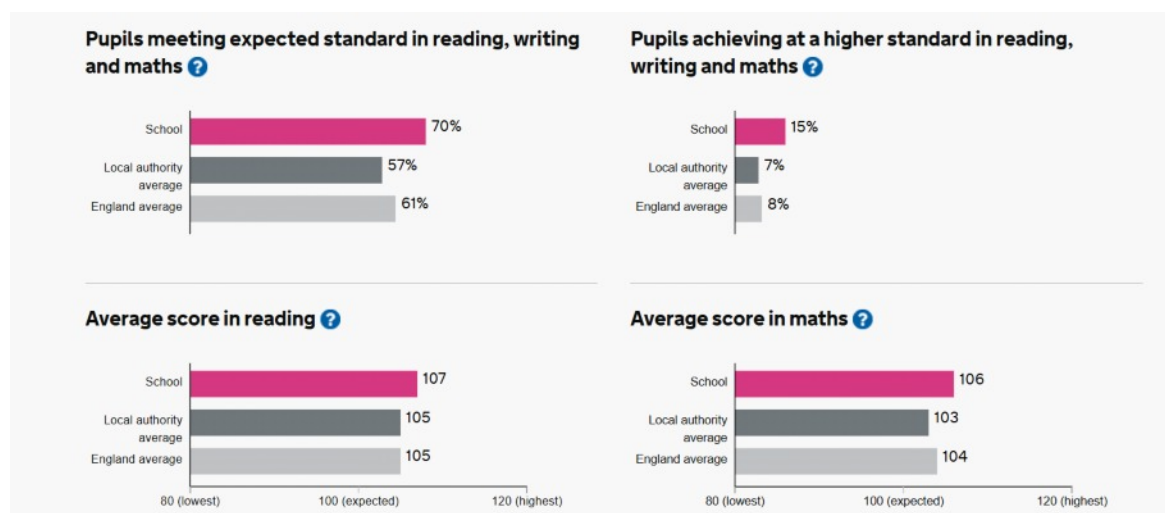 Pupils meeting expected standard in reading, writing
and maths ?
School
70%
Local authority
average
57%
England average
61%
Pupils achieving at a higher standard in reading,
writing and maths ?
School
15%
Local authority
average
7%
England average
8%
Average score in reading ?
School
107
Local authority
average
105
England average
105
80 (lowest)
100 (expected)
120 (highest)
Average score in maths ?
School
106
Local authority
average
103
England average
104
80 (lowest)
100 (expected)
120 (highest)